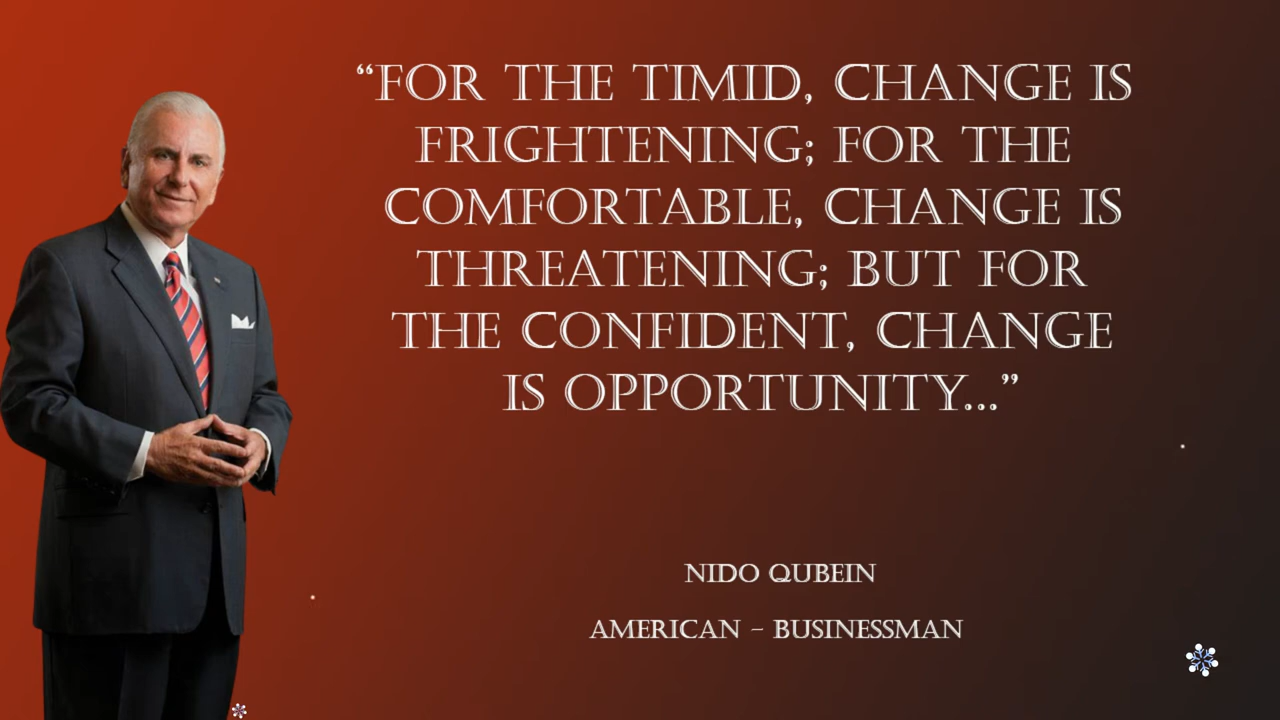 “FOR THE TIMID, CHANGE IS
FRIGHTENING; FOR THE
COMFORTABLE, CHANGE IS
THREATENING; BUT FOR
THE CONFIDENT, CHANGE
IS OPPORTUNITY...”
NIDO QUBEIN
AMERICAN – BUSINESSMAN